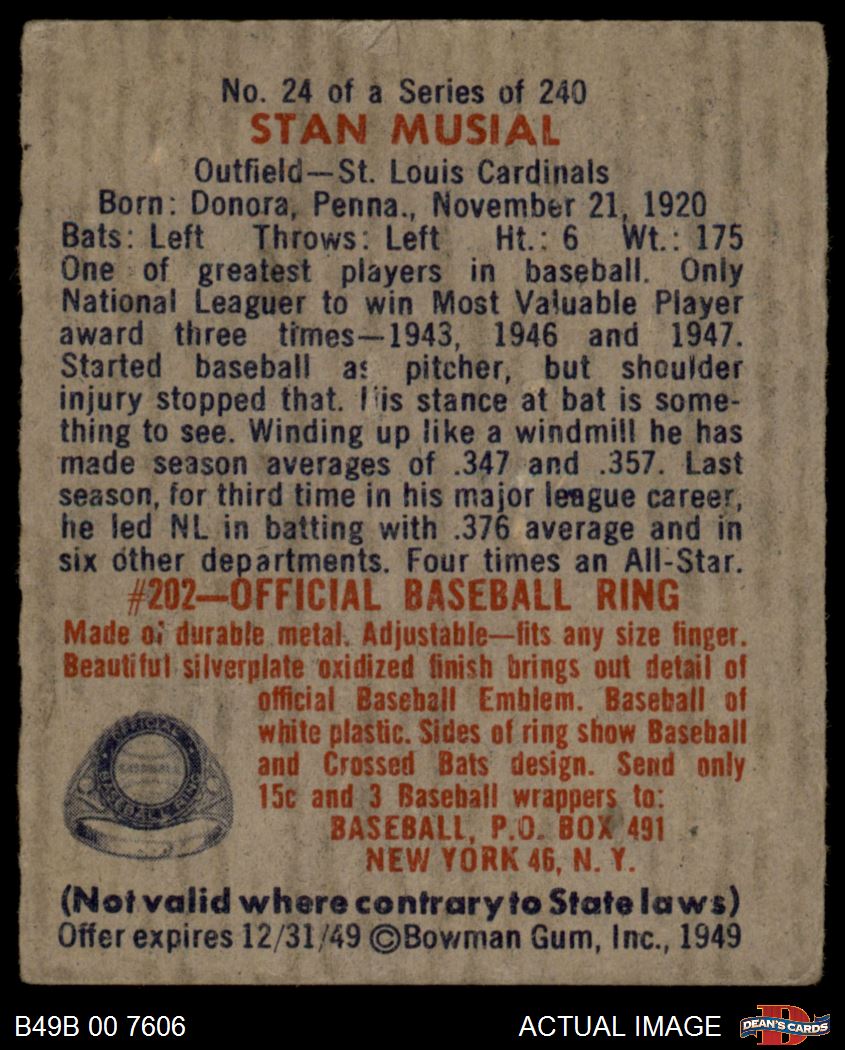 No. 24 of a Series of 240
STAN MUSIAL
Outfield—St. Louis Cardinals
Born: Donora, Penna., November 21, 1920
Bats: Left Throws: Left Ht.: 6 Wt.: 175
One of greatest players in baseball. Only
National Leaguer to win Most Valuable Player
award three times—1943, 1946 and 1947.
Started baseball as pitcher, but shoulder
injury stopped that. His stance at bat is some-
thing to see. Winding up like a windmill he has
made season averages of .347 and .357. Last
season, for third time in his major league career,
he led NL in batting with .376 average and in
six other departments. Four times an All-Star.
#202—OFFICIAL BASEBALL RING
Made of durable metal. Adjustable—fits any size finger.
Beautiful silverplate oxidized finish brings out detail of
official Baseball Emblem. Baseball of
white plastic. Sides of ring show Baseball
and Crossed Bats design. Send only
15c and 3 Baseball wrappers to:
BASEBALL, P.O. BOX 491
NEW YORK 46, N. Y.
OFFICIAL
BASEBALL RING
(Not valid where contrary to State laws)
Offer expires 12/31/49 ©Bowman Gum, Inc., 1949
B49B 00 7606
ACTUAL IMAGE
DEAN'S CARDS